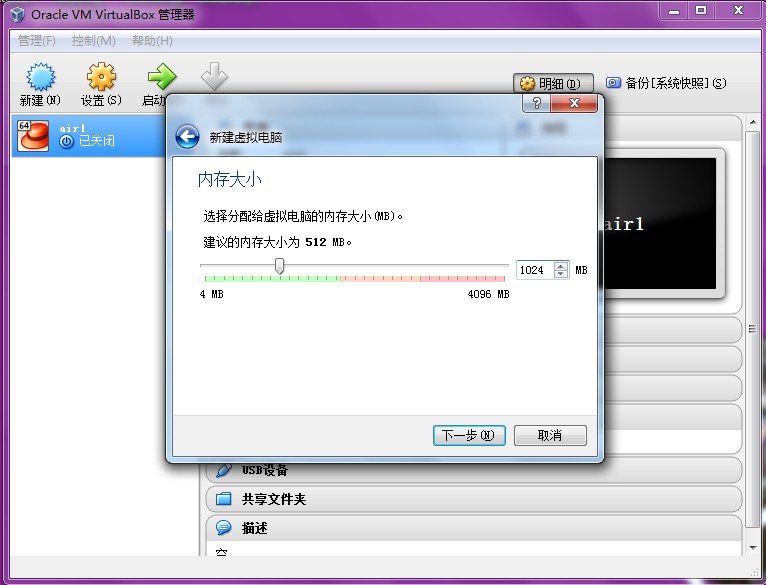 Oracle VM VirtualBox 管理器
管理(F) 控制(M) 帮助(H)
新建(N) 设置(S) 启动
明细(D) 备份[系统快照](S)
64 air1
已关闭
新建虚拟电脑
内存大小
选择分配给虚拟电脑的内存大小(MB)。
建议的内存大小为 512 MB。
1024 MB
4 MB 4096 MB
下一步(N) 取消
air1
USB设备
共享文件夹
描述
空